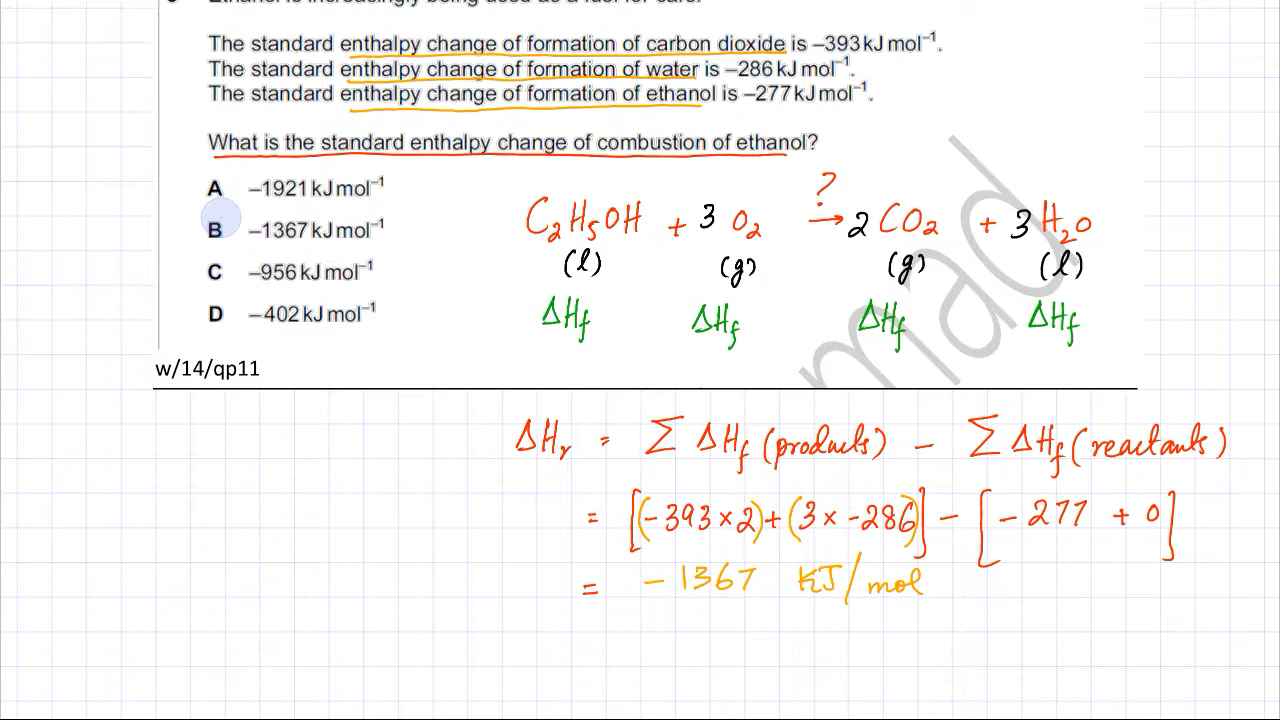 The standard enthalpy change of formation of carbon dioxide is –393 kJ mol⁻¹.
The standard enthalpy change of formation of water is –286 kJ mol⁻¹.
The standard enthalpy change of formation of ethanol is –277 kJ mol⁻¹.
What is the standard enthalpy change of combustion of ethanol?
A –1921 kJ mol⁻¹
B –1367 kJ mol⁻¹
C –956 kJ mol⁻¹
D –402 kJ mol⁻¹
?
C₂H₅OH + 3 O₂ → 2 CO₂ + 3 H₂O
(l) (g) (g) (l)
ΔHf ΔHf ΔHf ΔHf
mad
w/14/qp11
ΔHr = Σ ΔHf (products) – Σ ΔHf (reactants)
= [(-393 × 2) + (3 × -286)] – [-277 + 0]
= -1367 KJ/mol